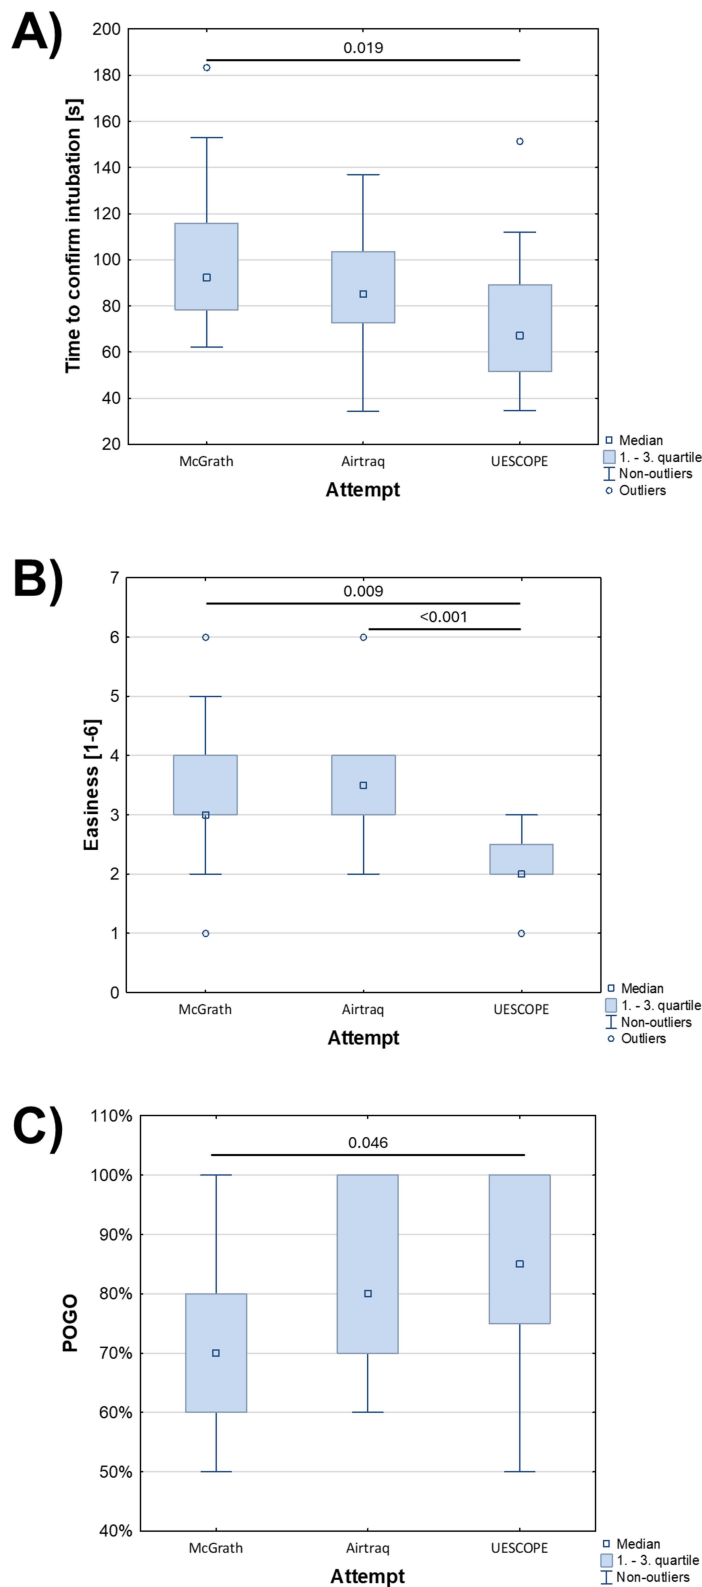 A)
200
0.019
180
160
140
120
100
80
60
40
20
Time to confirm intubation [s]
McGrath Airtraq UESCOPE
Attempt
Median
1. - 3. quartile
Non-outliers
Outliers
B)
7
0.009
<0.001
6
5
4
3
2
1
0
Easiness [1-6]
McGrath Airtraq UESCOPE
Attempt
Median
1. - 3. quartile
Non-outliers
Outliers
C)
110%
0.046
100%
90%
80%
70%
60%
50%
40%
POGO
McGrath Airtraq UESCOPE
Attempt
Median
1. - 3. quartile
Non-outliers